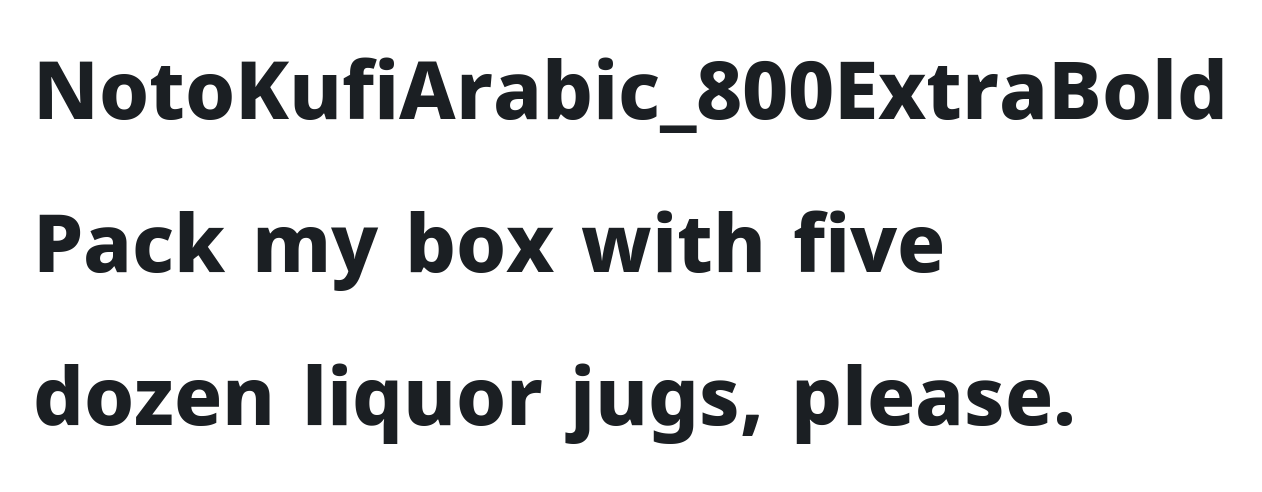 NotoKufiArabic_800ExtraBold
Pack my box with five
dozen liquor jugs, please.